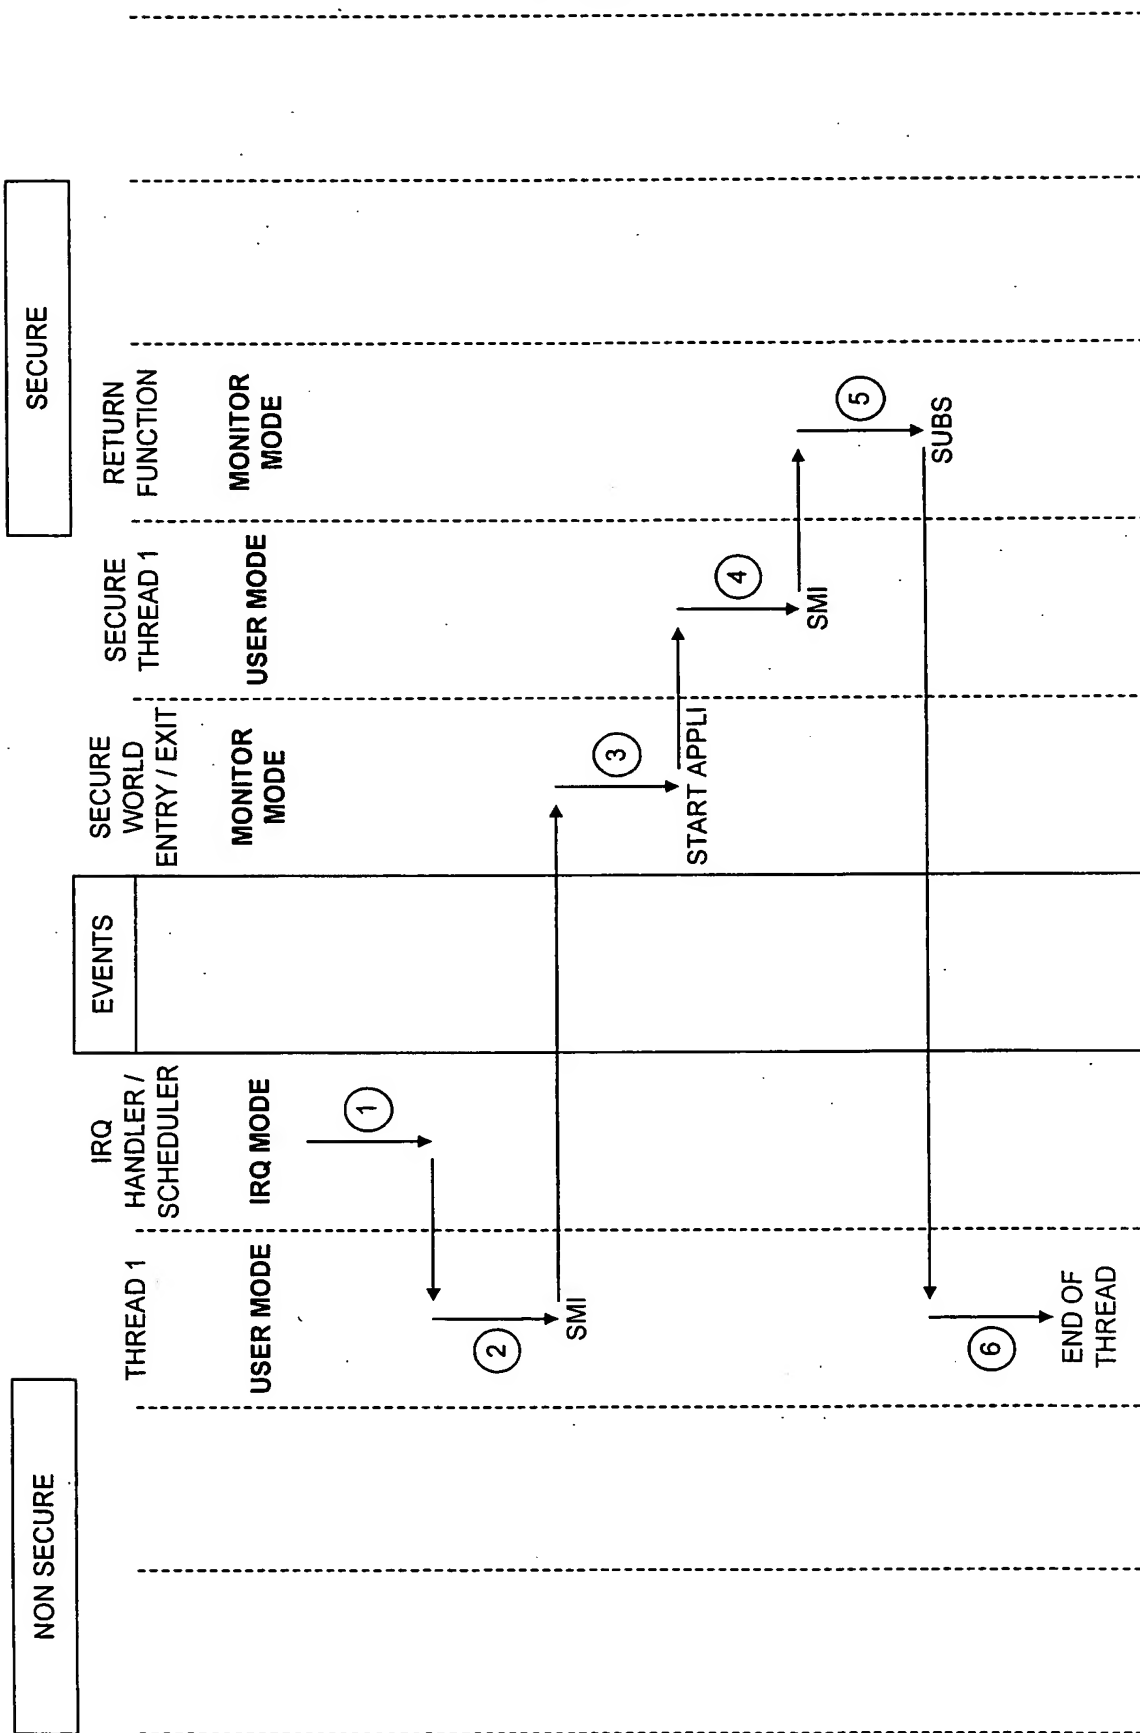 NON SECURE
SECURE
THREAD 1
USER MODE
IRQ
HANDLER /
SCHEDULER
IRQ MODE
EVENTS
SECURE
WORLD
ENTRY / EXIT
MONITOR
MODE
SECURE
THREAD 1
USER MODE
RETURN
FUNCTION
MONITOR
MODE
1
2
SMI
3
START APPLI
4
SMI
5
SUBS
6
END OF
THREAD